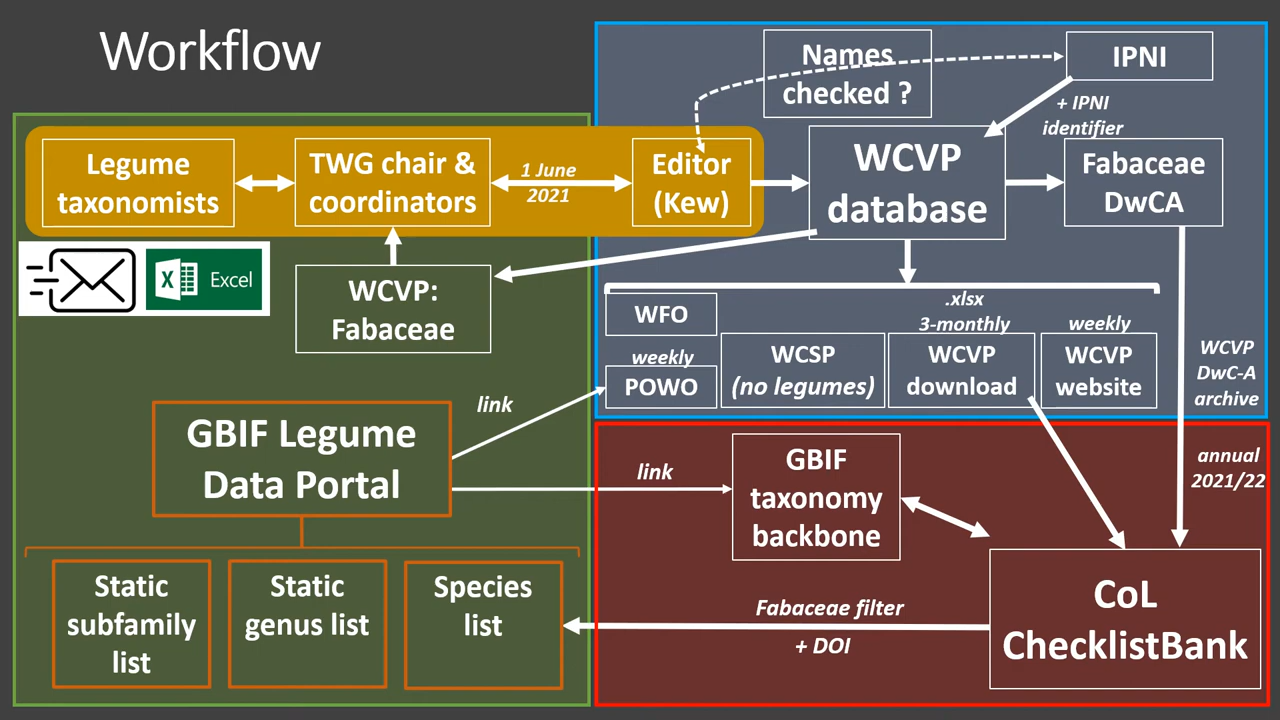 Workflow
Names
checked ?
IPNI
+ IPNI
identifier
Legume
taxonomists
TWG chair &
coordinators
1 June
2021
Editor
(Kew)
WCVP
database
Fabaceae
DwCA
Excel
WCVP:
Fabaceae
WFO
weekly
POWO
WCSP
(no legumes)
.xlsx
3-monthly
WCVP
download
weekly
WCVP
website
WCVP
DwC-A
archive
link
GBIF Legume
Data Portal
link
GBIF
taxonomy
backbone
annual
2021/22
Static
subfamily
list
Static
genus list
Species
list
Fabaceae filter
+ DOI
CoL
ChecklistBank